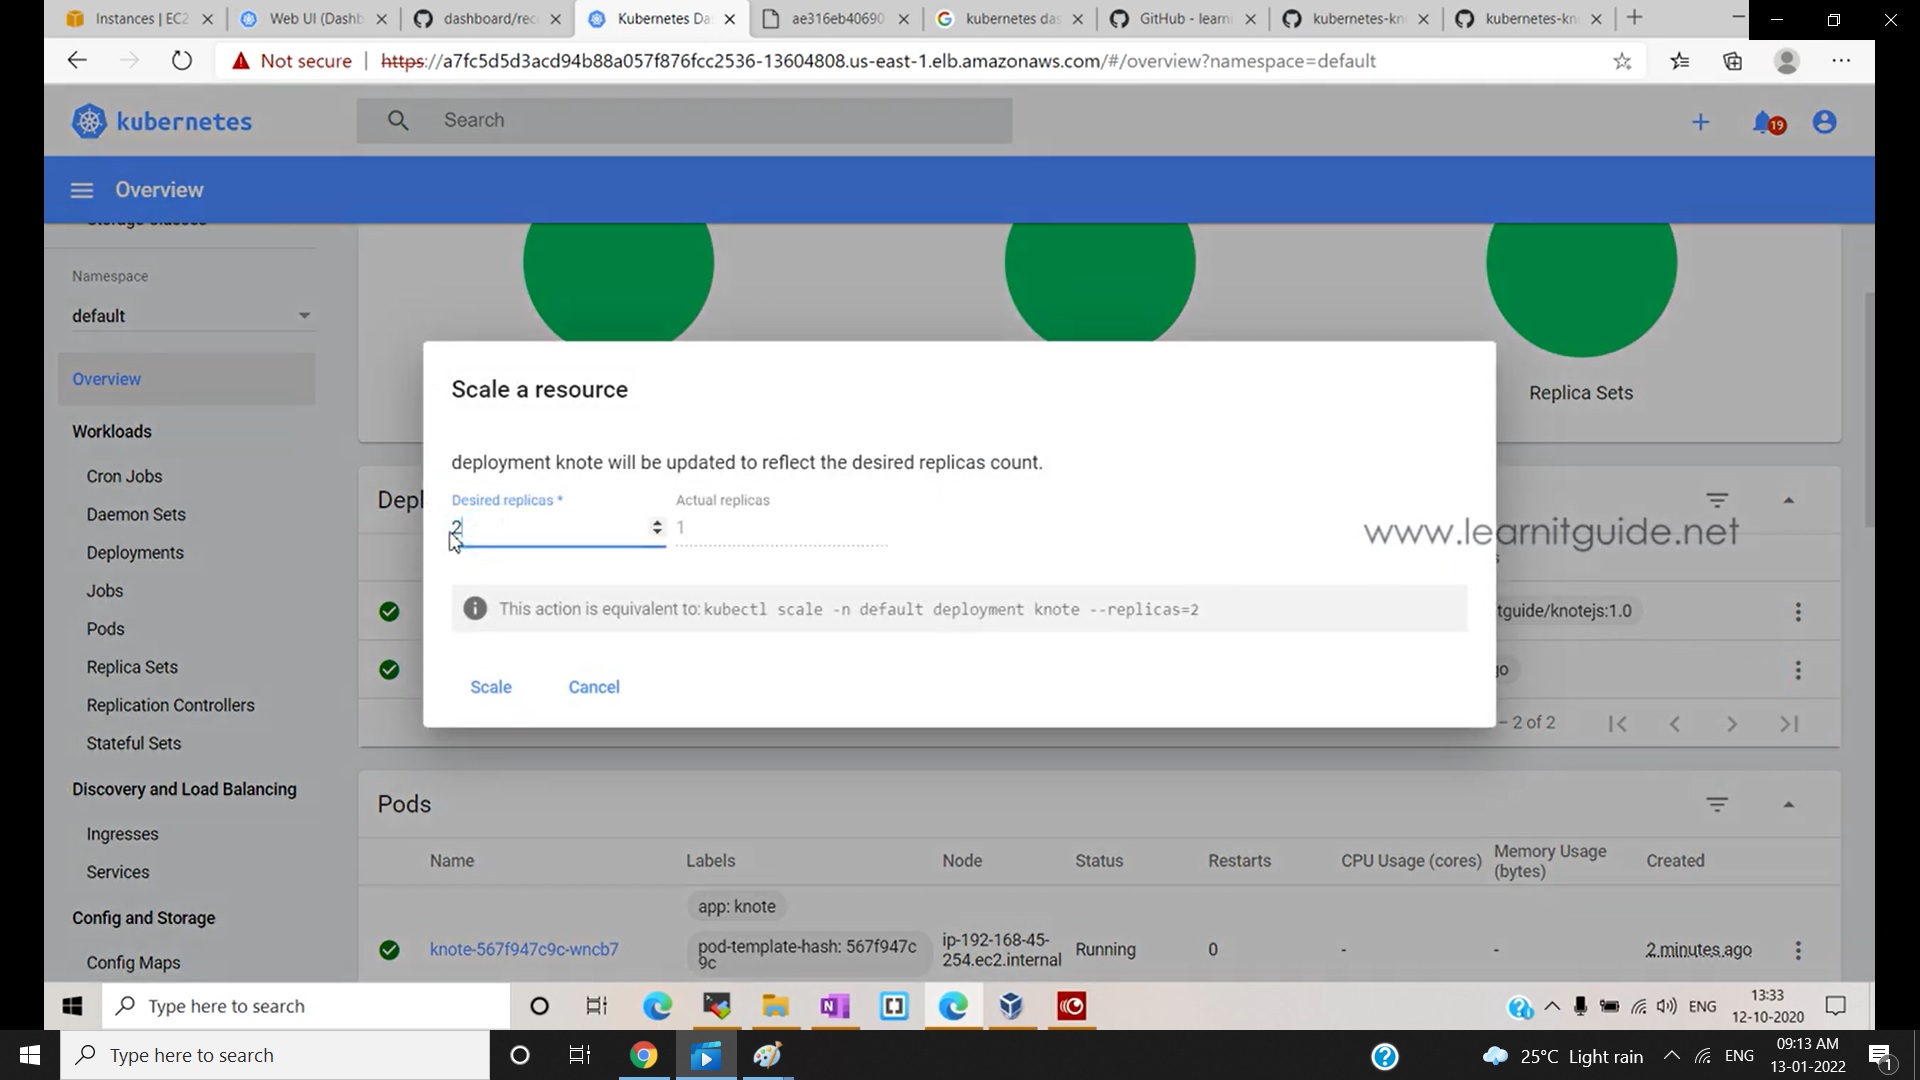 Instances | EC2
Web UI (Dashb
dashboard/rec
Kubernetes Da
ae316eb40690
kubernetes das
GitHub - learni
kubernetes-kn
kubernetes-kn
Not secure
https://a7fc5d5d3acd94b88a057f876fcc2536-13604808.us-east-1.elb.amazonaws.com/#/overview?namespace=default
kubernetes
Search
19
Overview
Namespace
default
Overview
Workloads
Cron Jobs
Daemon Sets
Deployments
Jobs
Pods
Replica Sets
Replication Controllers
Stateful Sets
Discovery and Load Balancing
Ingresses
Services
Config and Storage
Config Maps
Replica Sets
Depl
Scale a resource
deployment knote will be updated to reflect the desired replicas count.
Desired replicas *
Actual replicas
2
1
This action is equivalent to: kubectl scale -n default deployment knote --replicas=2
Scale
Cancel
www.learnitguide.net
tguide/knotejs:1.0
go
– 2 of 2
Pods
Name
Labels
Node
Status
Restarts
CPU Usage (cores)
Memory Usage
(bytes)
Created
knote-567f947c9c-wncb7
app: knote
pod-template-hash: 567f947c
9c
ip-192-168-45-
254.ec2.internal
Running
0
-
-
2 minutes ago
Type here to search
ENG
13:33
12-10-2020
Type here to search
25°C Light rain
ENG
09:13 AM
13-01-2022
1